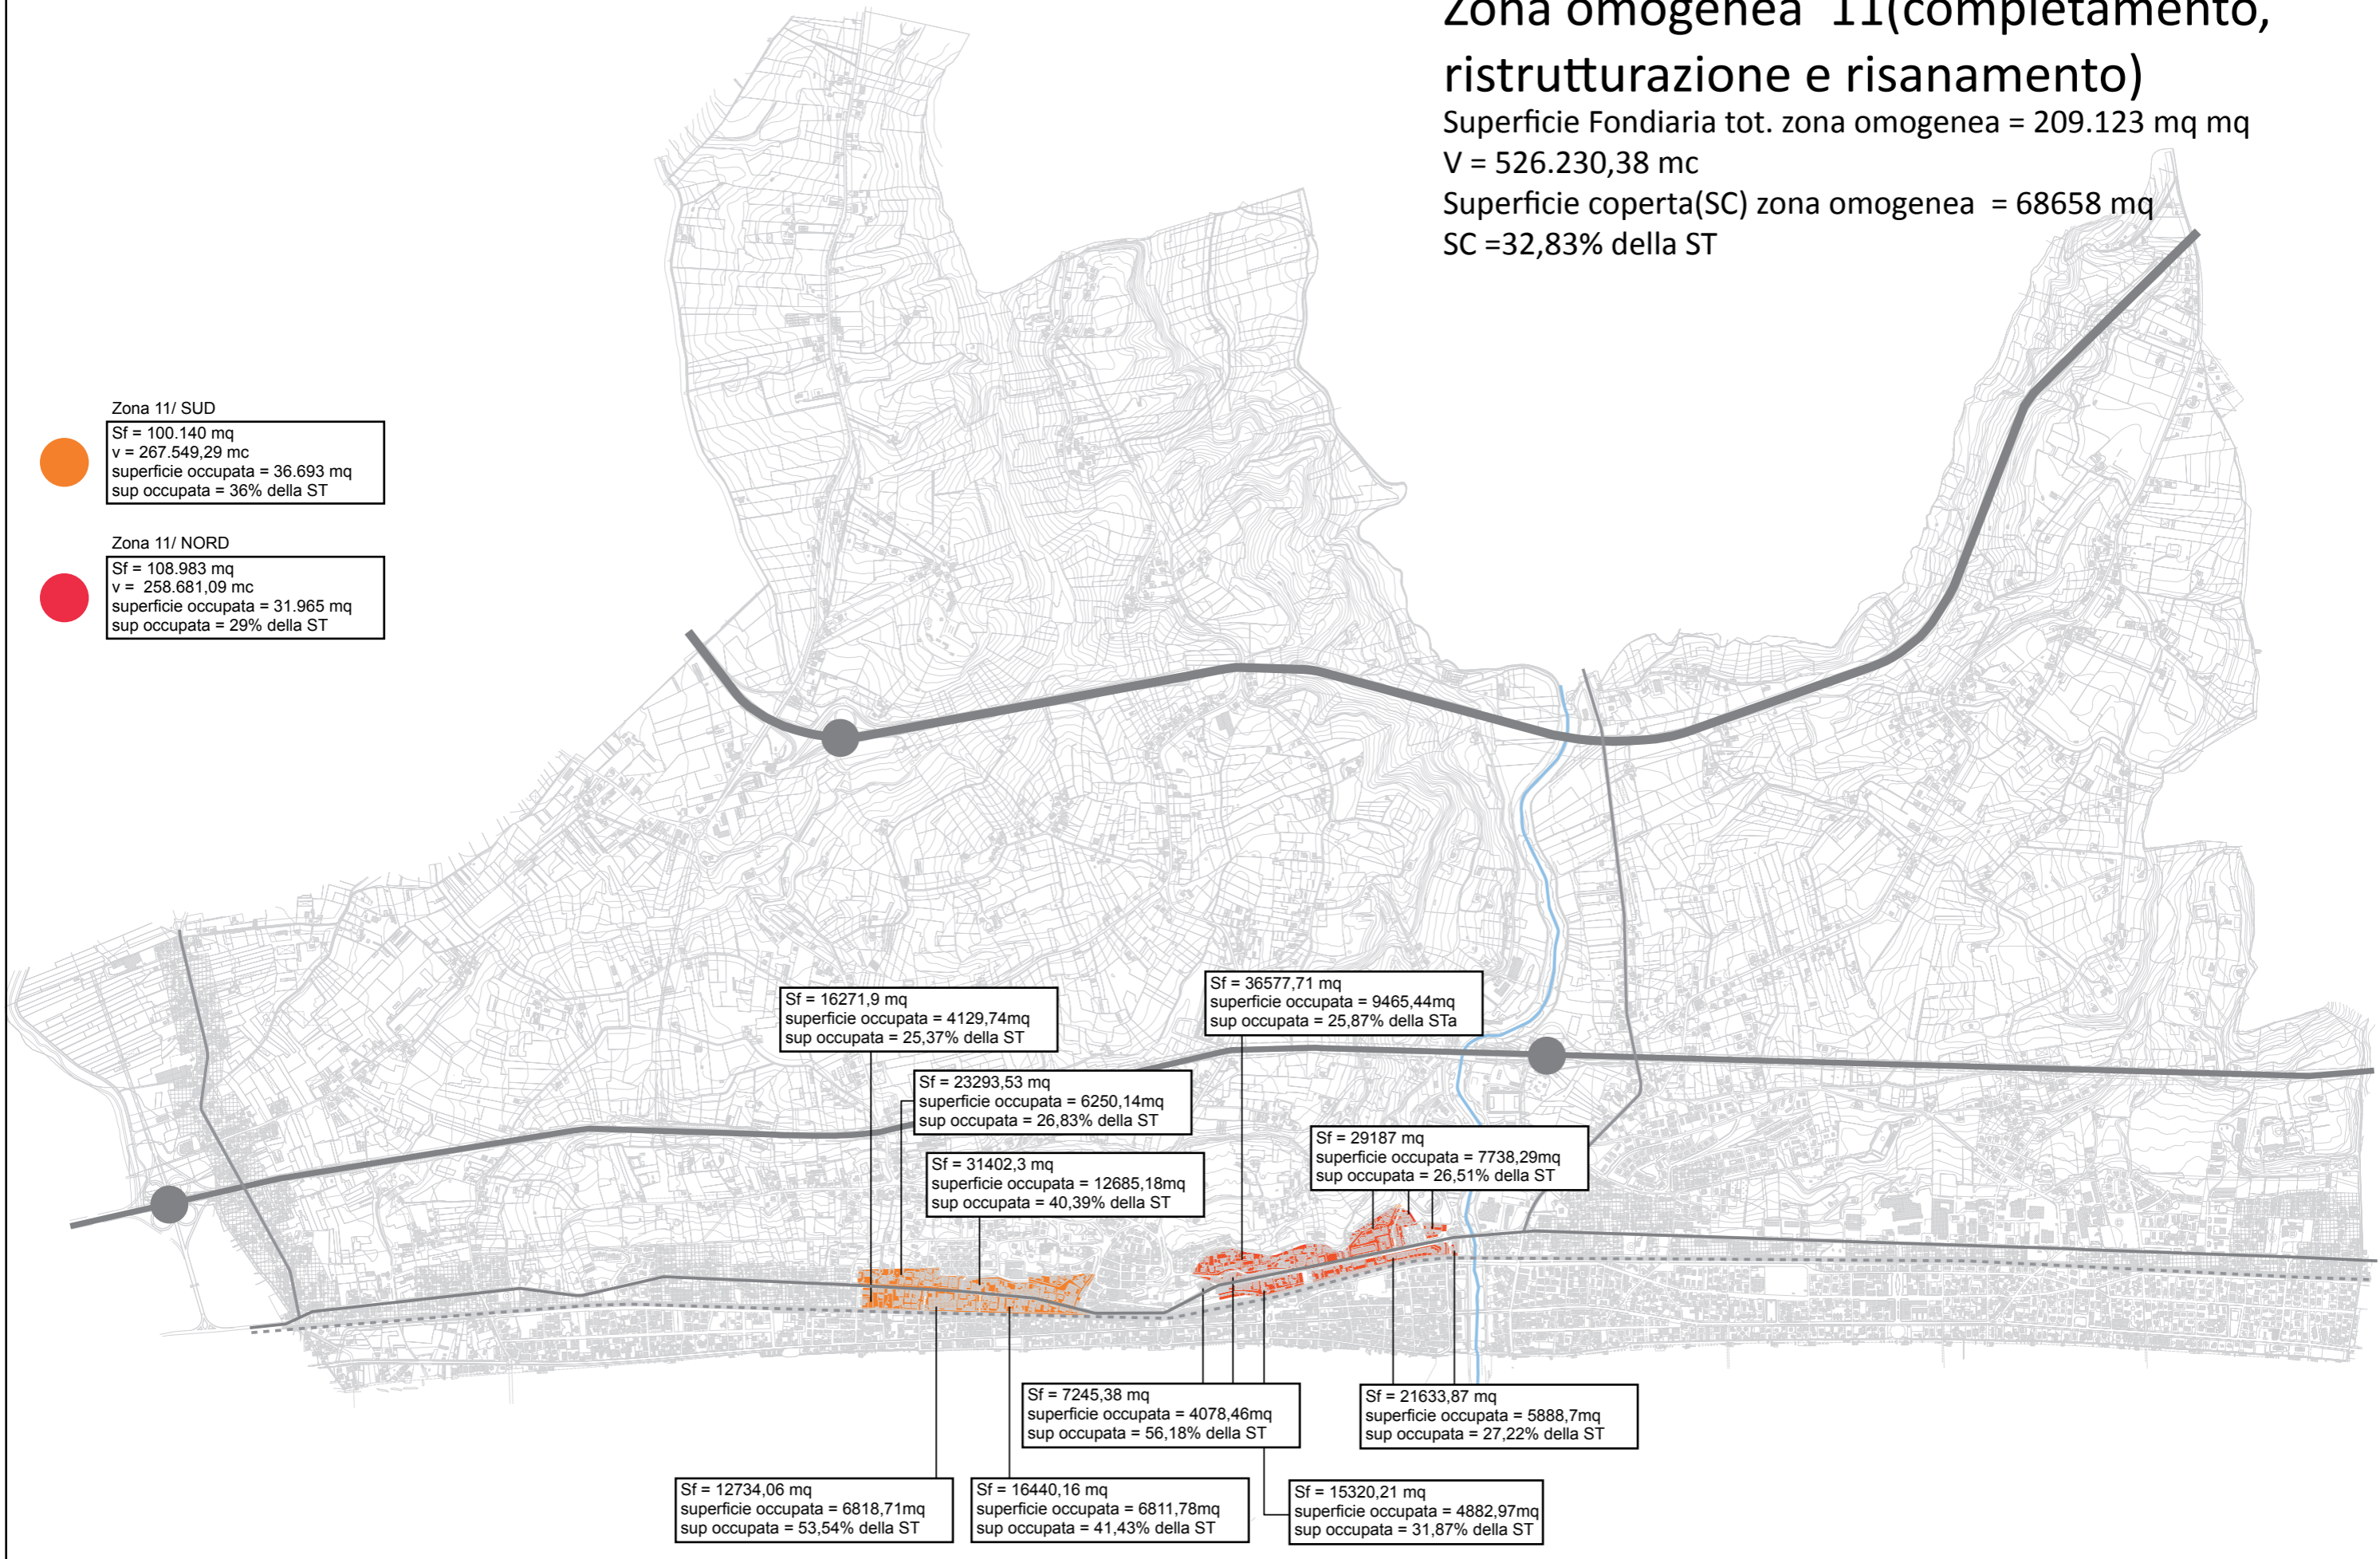 Zona omogenea 11(completamento,
ristrutturazione e risanamento)
Superficie Fondiaria tot. zona omogenea = 209.123 mq mq
V = 526.230,38 mc
Superficie coperta(SC) zona omogenea = 68658 mq
SC =32,83% della ST
Zona 11/ SUD
Sf = 100.140 mq
v = 267.549,29 mc
superficie occupata = 36.693 mq
sup occupata = 36% della ST
Zona 11/ NORD
Sf = 108.983 mq
v = 258.681,09 mc
superficie occupata = 31.965 mq
sup occupata = 29% della ST
Sf = 16271,9 mq
superficie occupata = 4129,74mq
sup occupata = 25,37% della ST
Sf = 36577,71 mq
superficie occupata = 9465,44mq
sup occupata = 25,87% della STa
Sf = 23293,53 mq
superficie occupata = 6250,14mq
sup occupata = 26,83% della ST
Sf = 29187 mq
superficie occupata = 7738,29mq
sup occupata = 26,51% della ST
Sf = 31402,3 mq
superficie occupata = 12685,18mq
sup occupata = 40,39% della ST
Sf = 7245,38 mq
superficie occupata = 4078,46mq
sup occupata = 56,18% della ST
Sf = 21633,87 mq
superficie occupata = 5888,7mq
sup occupata = 27,22% della ST
Sf = 12734,06 mq
superficie occupata = 6818,71mq
sup occupata = 53,54% della ST
Sf = 16440,16 mq
superficie occupata = 6811,78mq
sup occupata = 41,43% della ST
Sf = 15320,21 mq
superficie occupata = 4882,97mq
sup occupata = 31,87% della ST